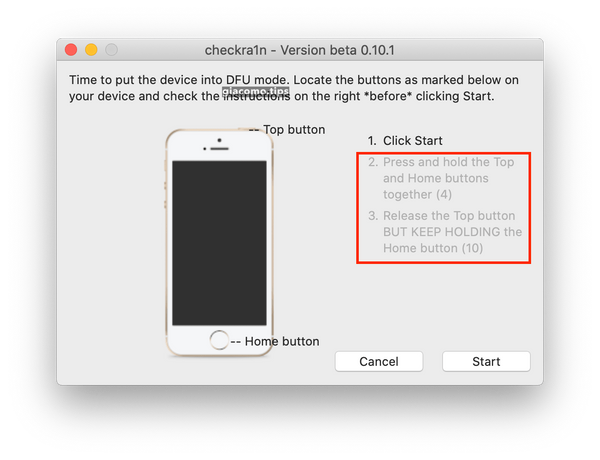 checkra1n - Version beta 0.10.1
Time to put the device into DFU mode. Locate the buttons as marked below on
your device and check the instructions on the right *before* clicking Start.
giacomo.tips
-- Top button
1. Click Start
2. Press and hold the Top
and Home buttons
together (4)
3. Release the Top button
BUT KEEP HOLDING the
Home button (10)
-- Home button
Cancel
Start